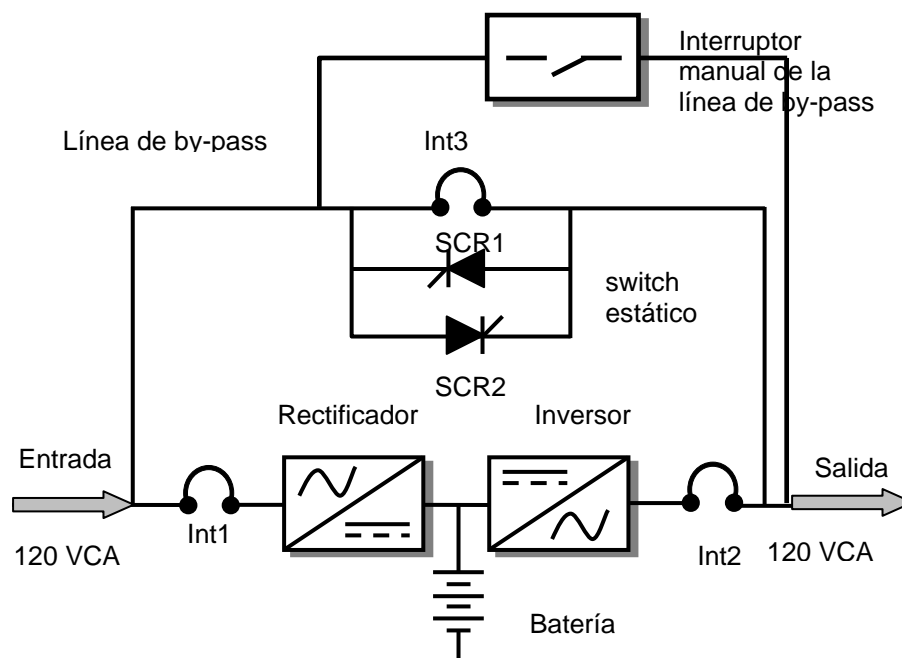 Interruptor
manual de la
línea de by-pass
Línea de by-pass
Int3
SCR1
switch
estático
SCR2
Rectificador
Inversor
Entrada
Salida
Int1
Int2
120 VCA
120 VCA
Batería